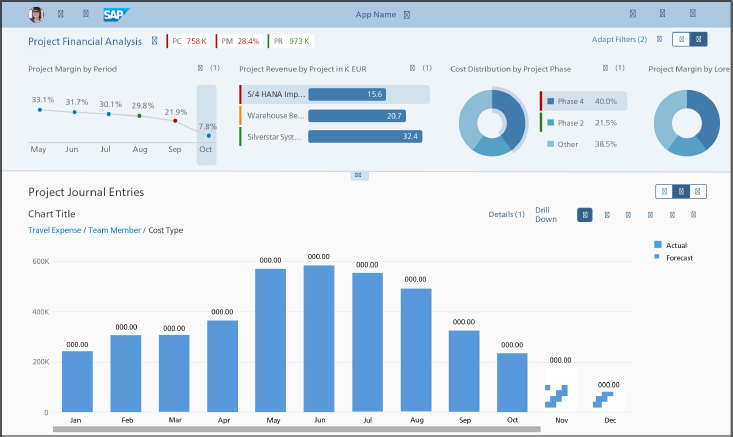 SAP
App Name
Project Financial Analysis
PC 758 K
PM 28.4%
PR 973 K
Adapt Filters (2)
Project Margin by Period (1)
33.1% 31.7% 30.1% 29.8% 21.9% 7.8%
May Jun Jul Aug Sep Oct
Project Revenue by Project in K EUR (1)
S/4 HANA Imp... 15.6
Warehouse Be... 20.7
Silverstar Syst... 32.4
Cost Distribution by Project Phase (1)
Phase 4 40.0%
Phase 2 21.5%
Other 38.5%
Project Margin by Lore
Project Journal Entries
Chart Title
Details (1)
Drill
Down
Travel Expense / Team Member / Cost Type
Actual
Forecast
600K
400K
200K
0
000.00 000.00 000.00 000.00 000.00 000.00 000.00 000.00 000.00 000.00 000.00 000.00
Jan Feb Mar Apr May Jun Jul Aug Sep Oct Nov Dec